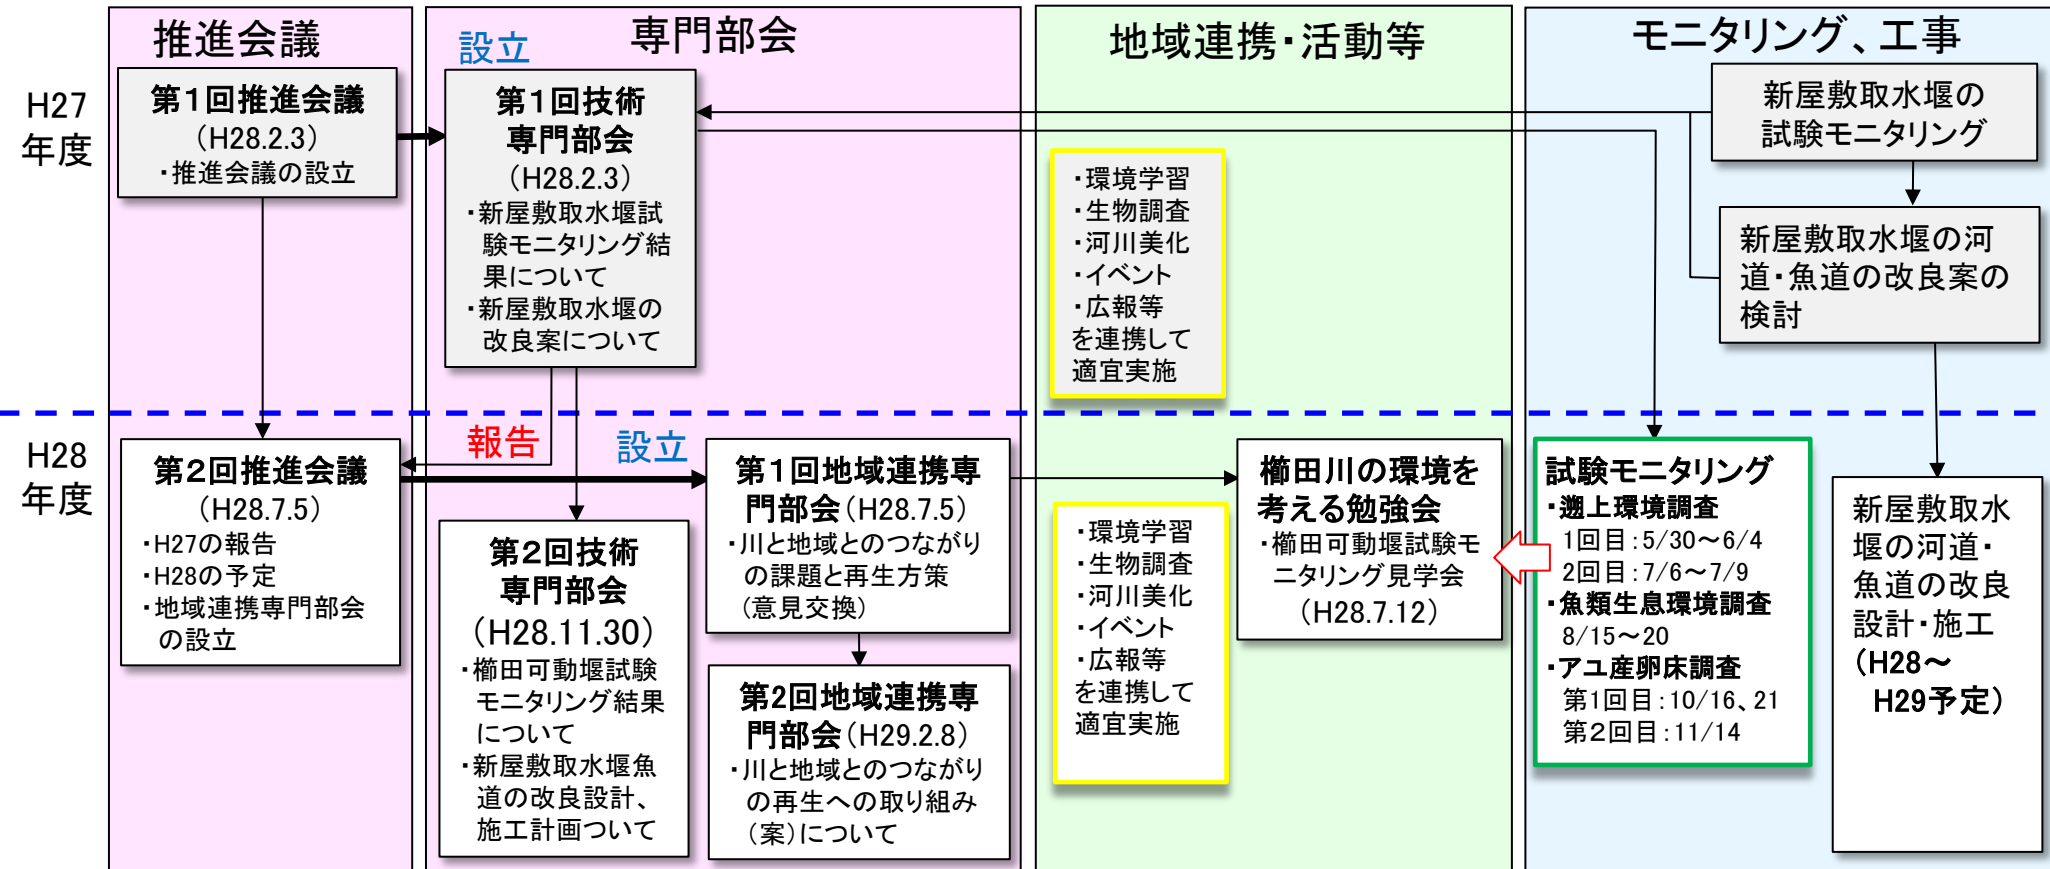 推進会議
専門部会
地域連携・活動等
モニタリング、工事
H27
年度
第1回推進会議
（H28.2.3）
・推進会議の設立
設立
第1回技術
専門部会
（H28.2.3）
・新屋敷取水堰試
験モニタリング結
果について
・新屋敷取水堰の
改良案について
・環境学習
・生物調査
・河川美化
・イベント
・広報等
を連携して
適宜実施
新屋敷取水堰の
試験モニタリング
新屋敷取水堰の河
道・魚道の改良案の
検討
H28
年度
第2回推進会議
（H28.7.5）
・H27の報告
・H28の予定
・地域連携専門部会
の設立
報告
設立
第2回技術
専門部会
（H28.11.30）
・櫛田可動堰試験
モニタリング結果
について
・新屋敷取水堰魚
道の改良設計、
施工計画ついて
第1回地域連携専
門部会（H28.7.5）
・川と地域とのつながり
の課題と再生方策
（意見交換）
第2回地域連携専
門部会（H29.2.8）
・川と地域とのつながり
の再生への取り組み
（案）について
・環境学習
・生物調査
・河川美化
・イベント
・広報等
を連携して
適宜実施
櫛田川の環境を
考える勉強会
・櫛田可動堰試験モ
ニタリング見学会
（H28.7.12）
試験モニタリング
・遡上環境調査
1回目：5/30～6/4
2回目：7/6～7/9
・魚類生息環境調査
8/15～20
・アユ産卵床調査
第1回目：10/16、21
第2回目：11/14
新屋敷取水
堰の河道・
魚道の改良
設計・施工
（H28～
H29予定）